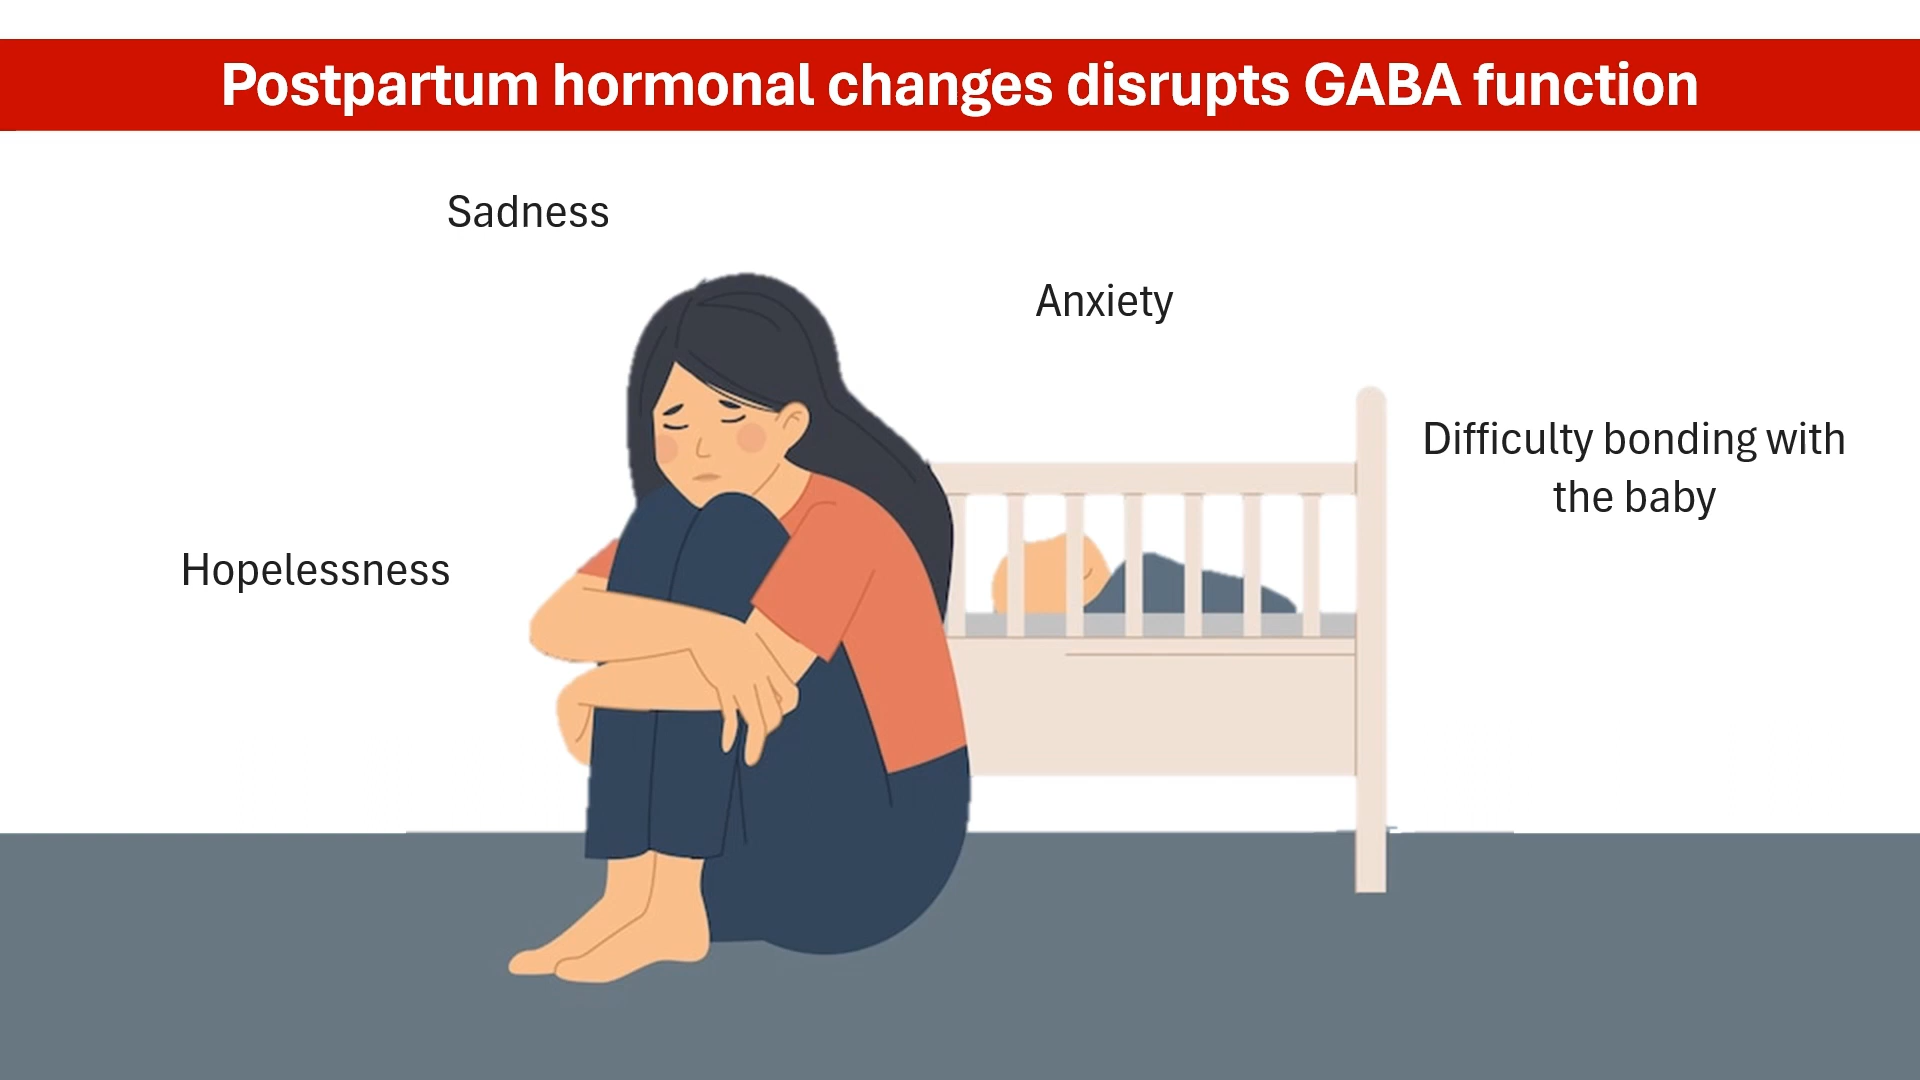 Postpartum hormonal changes disrupts GABA function
Sadness
Anxiety
Difficulty bonding with
the baby
Hopelessness